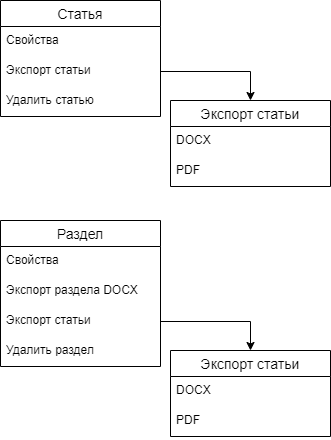 Статья
Свойства
Экспорт статьи
Удалить статью
Экспорт статьи
DOCX
PDF
Раздел
Свойства
Экспорт раздела DOCX
Экспорт статьи
Удалить раздел
Экспорт статьи
DOCX
PDF